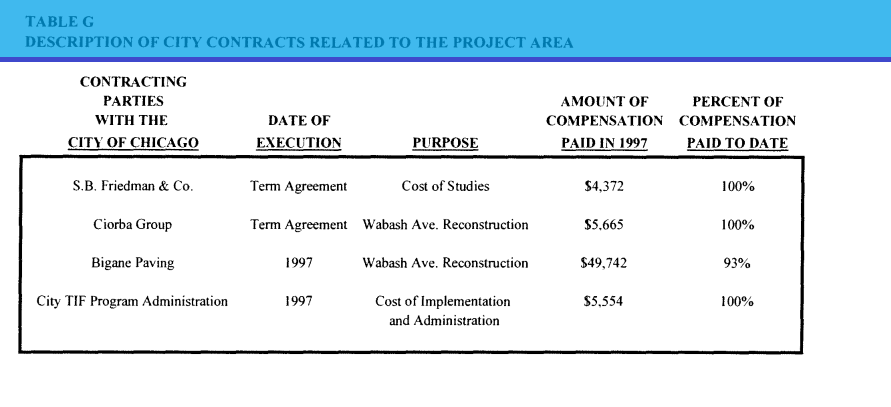 TABLE G
DESCRIPTION OF CITY CONTRACTS RELATED TO THE PROJECT AREA
CONTRACTING
PARTIES AMOUNT OF PERCENT OF
WITH THE DATE OF COMPENSATION COMPENSATION
CITY OF CHICAGO EXECUTION PURPOSE PAID IN 1997 PAID TO DATE
S.B. Friedman & Co. Term Agreement Cost of Studies $4,372 100%
Ciorba Group Term Agreement Wabash Ave. Reconstruction $5,665 100%
Bigane Paving 1997 Wabash Ave. Reconstruction $49,742 93%
City TIF Program Administration 1997 Cost of Implementation $5,554 100%
and Administration